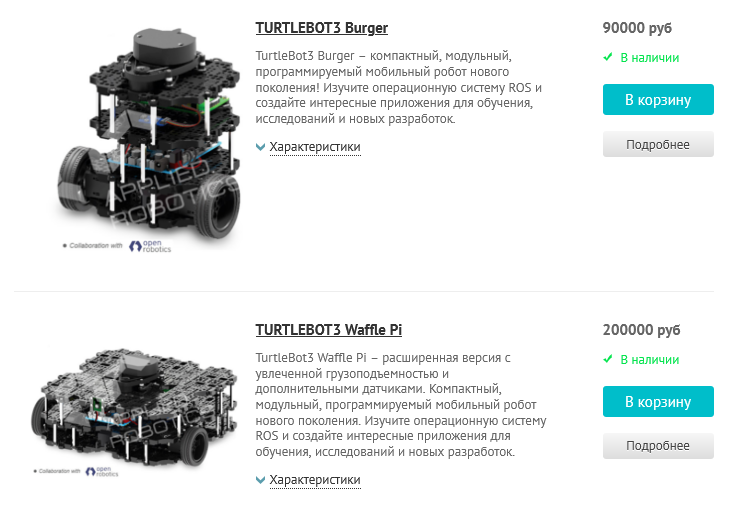 TURTLEBOT3 Burger
90000 руб
TurtleBot3 Burger – компактный, модульный,
программируемый мобильный робот нового
поколения! Изучите операционную систему ROS и
создайте интересные приложения для обучения,
исследований и новых разработок.
Характеристики
В наличии
В корзину
Подробнее
APPLIED
ROBOTICS
Collaboration with
open
robotics
TURTLEBOT3 Waffle Pi
200000 руб
TurtleBot3 Waffle Pi – расширенная версия с
увлеченной грузоподъемностью и
дополнительными датчиками. Компактный,
модульный, программируемый мобильный робот
нового поколения. Изучите операционную систему
ROS и создайте интересные приложения для
обучения, исследований и новых разработок.
Характеристики
В наличии
В корзину
Подробнее
APPLIED
ROBOTICS
Collaboration with
open
robotics